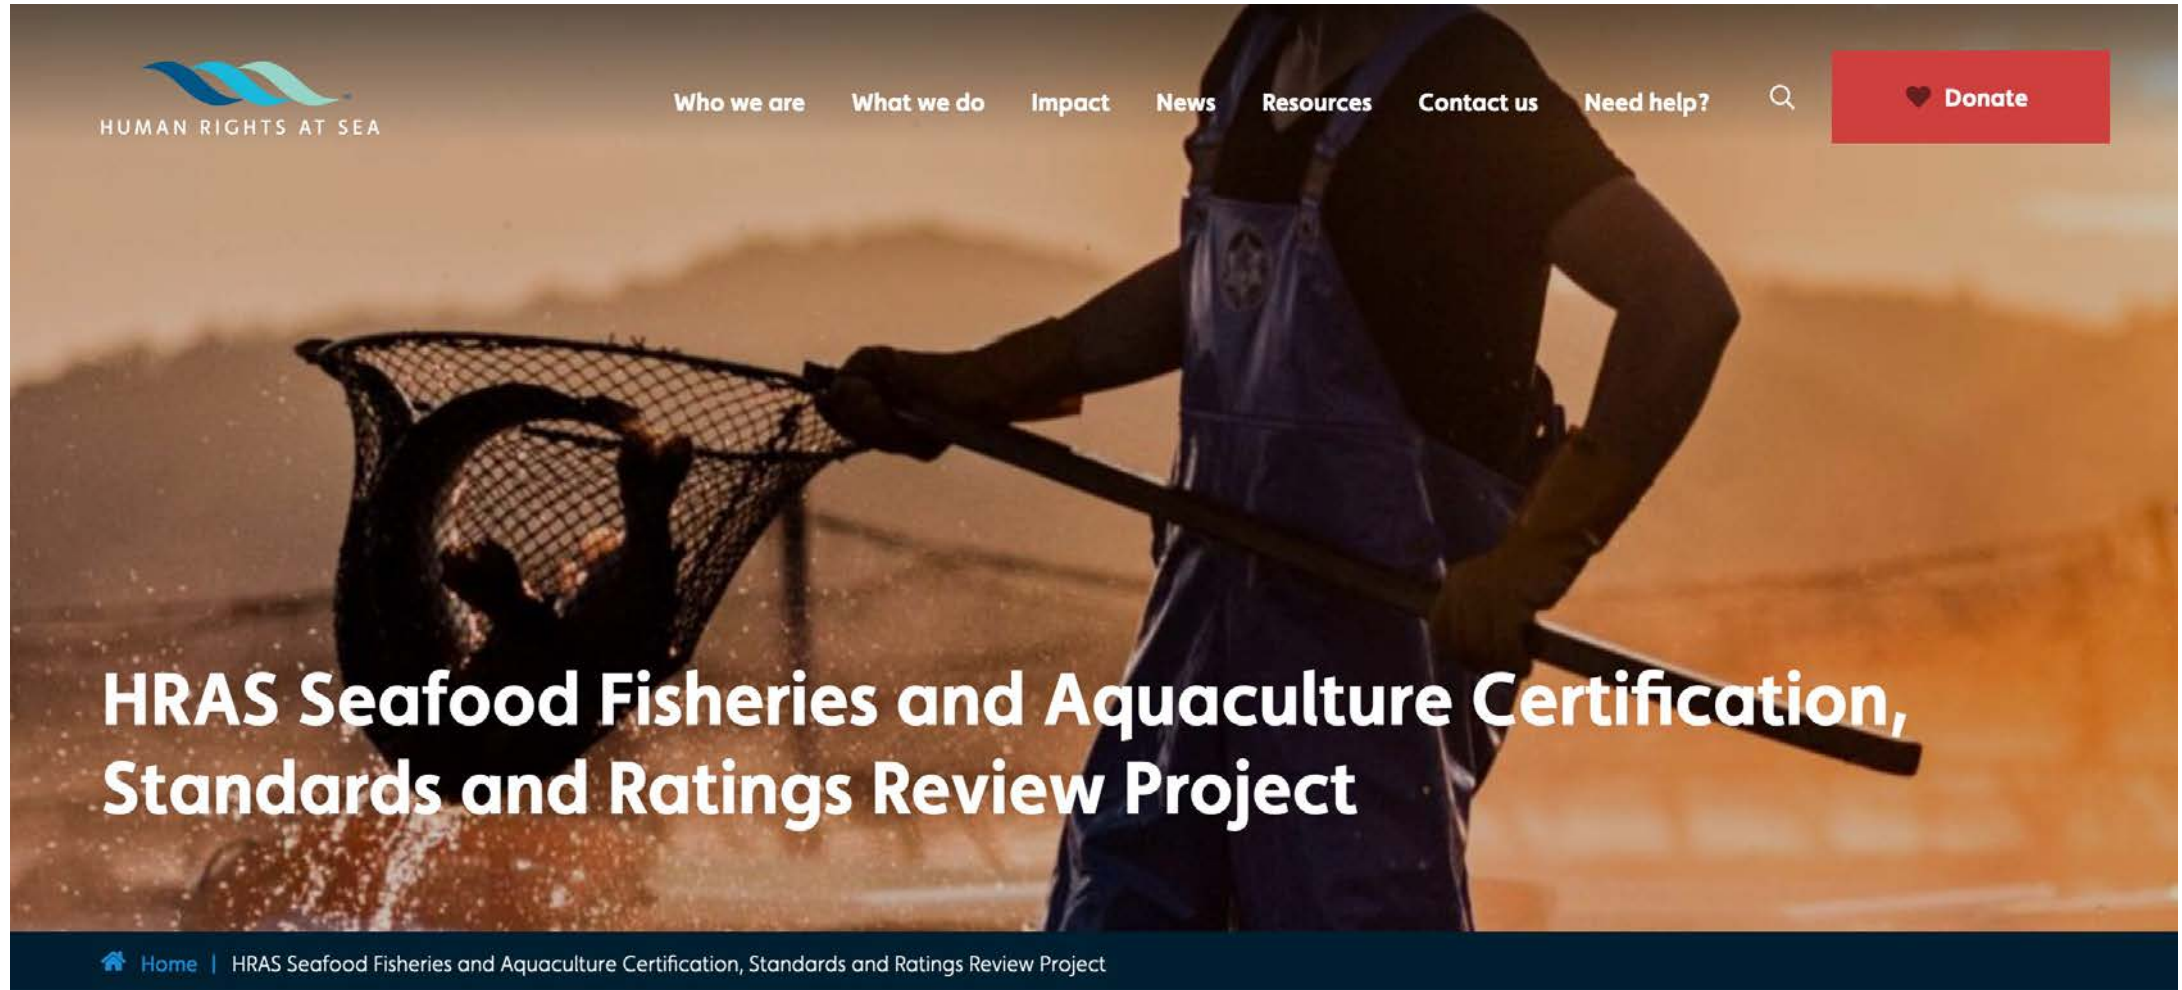 HUMAN RIGHTS AT SEA
Who we are What we do Impact News Resources Contact us Need help? Donate
HRAS Seafood Fisheries and Aquaculture Certification,
Standards and Ratings Review Project
Home | HRAS Seafood Fisheries and Aquaculture Certification, Standards and Ratings Review Project